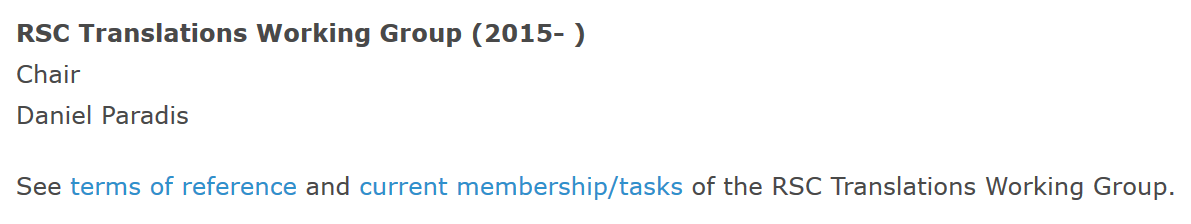 RSC Translations Working Group (2015- )
Chair
Daniel Paradis
See terms of reference and current membership/tasks of the RSC Translations Working Group.